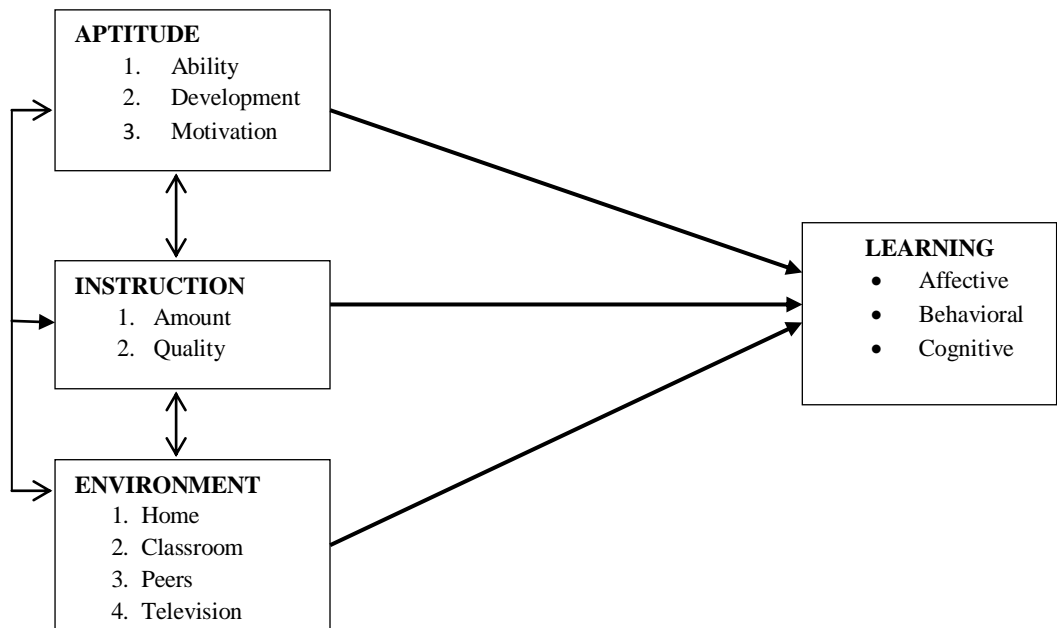 APTITUDE
1. Ability
2. Development
3. Motivation
INSTRUCTION
1. Amount
2. Quality
ENVIRONMENT
1. Home
2. Classroom
3. Peers
4. Television
LEARNING
• Affective
• Behavioral
• Cognitive